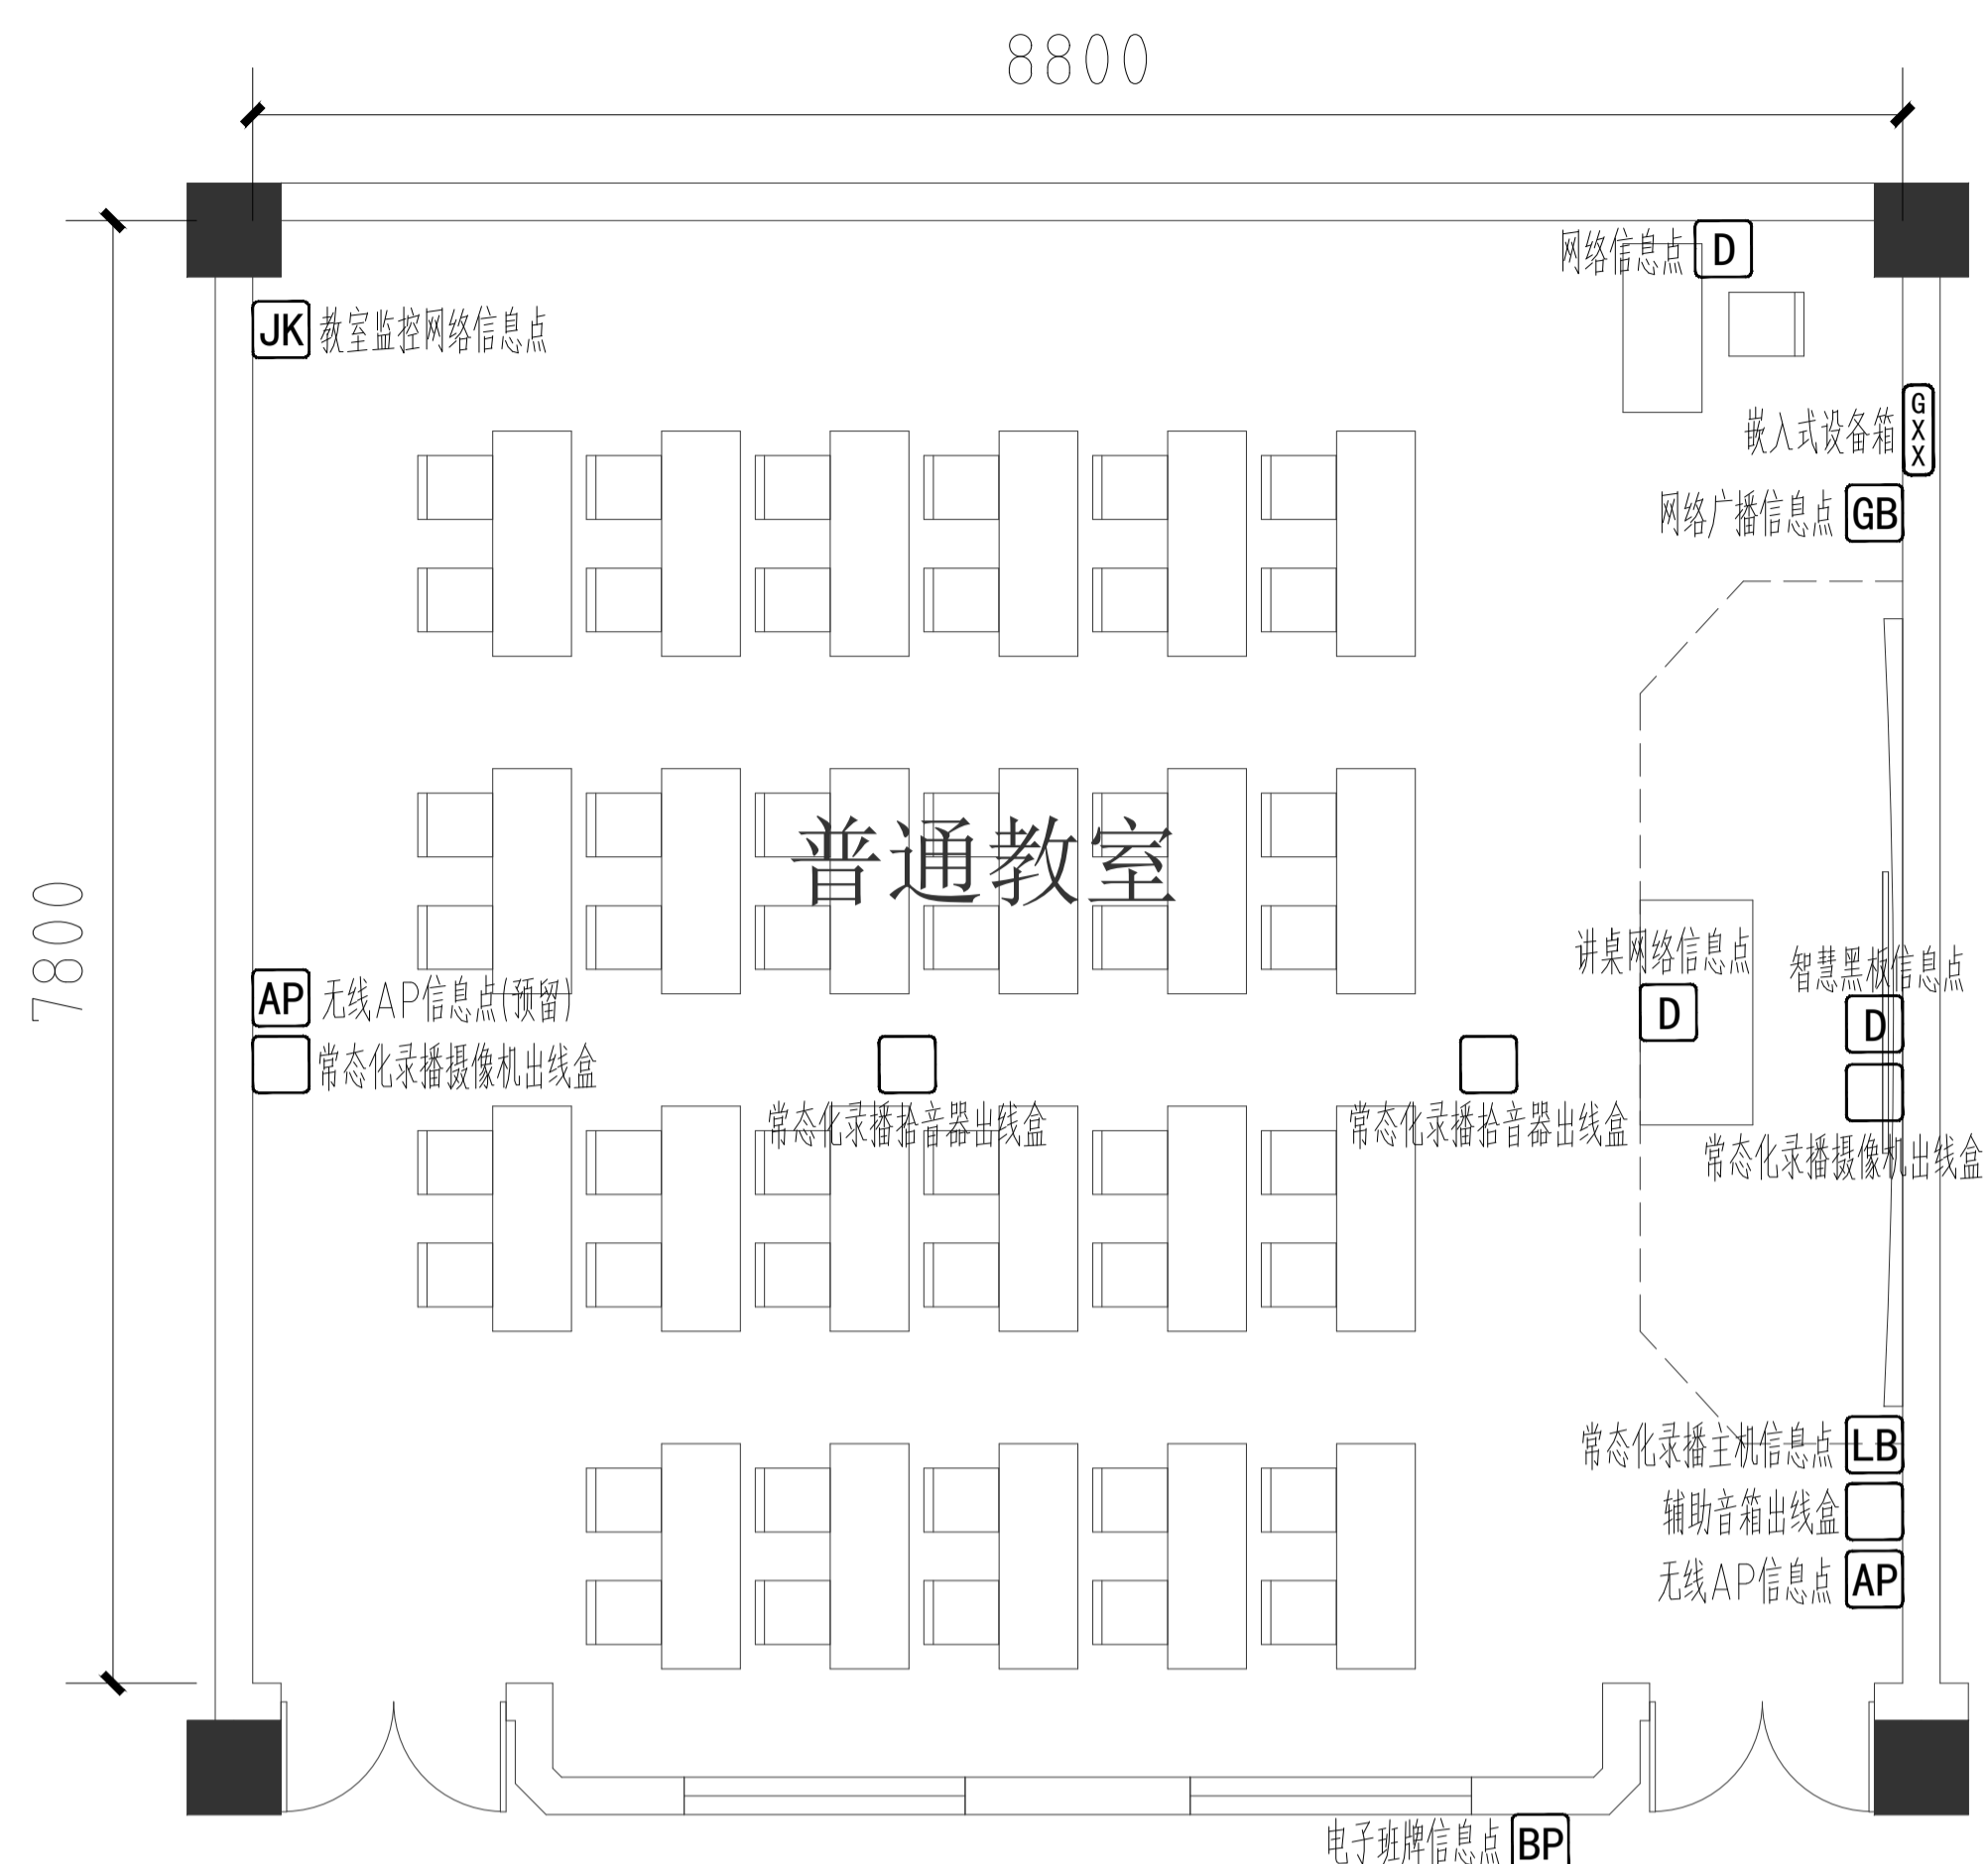 8800
网络信息点 D
JK 教室监控网络信息点
嵌入式设备箱 GXX
网络广播信息点 GB
普通教室
7800
讲桌网络信息点
D
智慧黑板信息点
D
AP 无线AP信息点(预留)
常态化录播摄像机出线盒
常态化录播拾音器出线盒
常态化录播拾音器出线盒
常态化录播摄像机出线盒
常态化录播主机信息点 LB
辅助音箱出线盒
无线AP信息点 AP
电子班牌信息点 BP